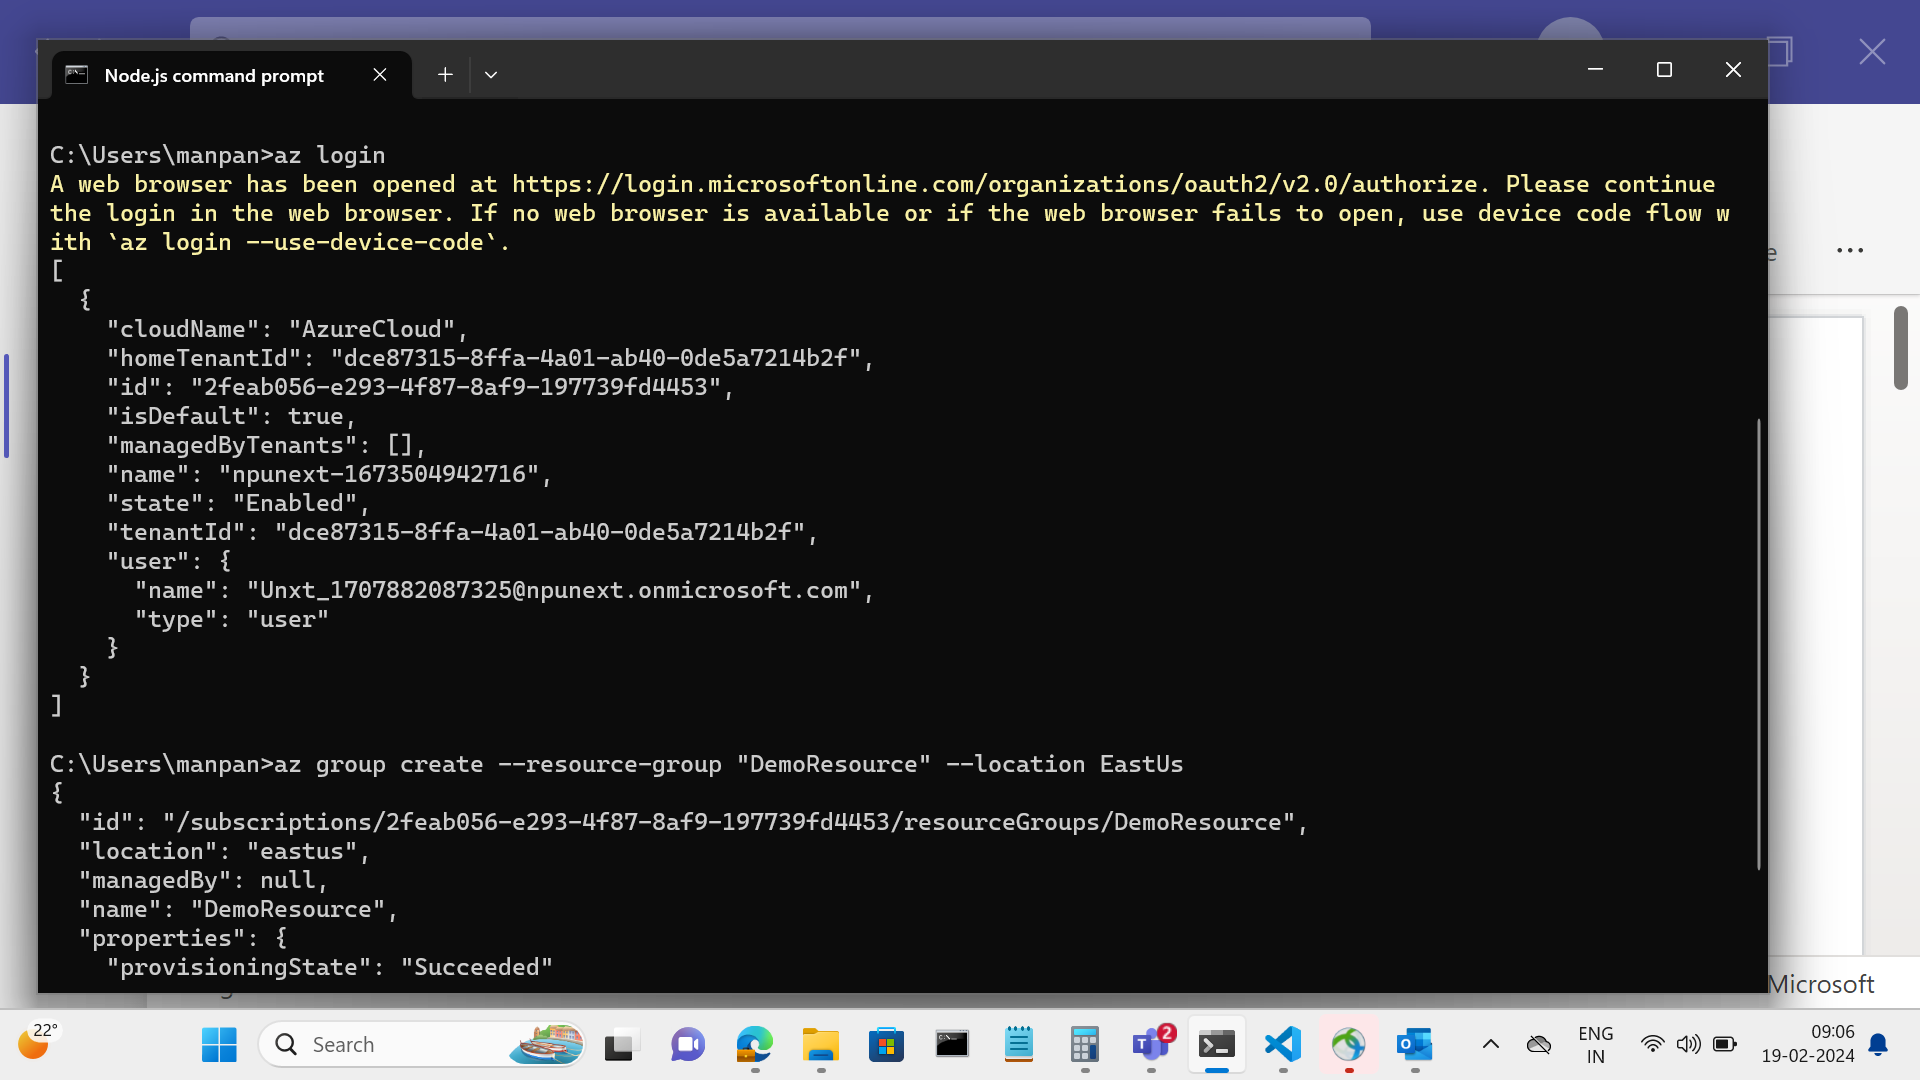 Node.js command prompt
C:\Users\manpan>az login
A web browser has been opened at https://login.microsoftonline.com/organizations/oauth2/v2.0/authorize. Please continue
the login in the web browser. If no web browser is available or if the web browser fails to open, use device code flow w
ith `az login --use-device-code`.
[
  {
    "cloudName": "AzureCloud",
    "homeTenantId": "dce87315-8ffa-4a01-ab40-0de5a7214b2f",
    "id": "2feab056-e293-4f87-8af9-197739fd4453",
    "isDefault": true,
    "managedByTenants": [],
    "name": "npunext-1673504942716",
    "state": "Enabled",
    "tenantId": "dce87315-8ffa-4a01-ab40-0de5a7214b2f",
    "user": {
      "name": "Unxt_1707882087325@npunext.onmicrosoft.com",
      "type": "user"
    }
  }
]
C:\Users\manpan>az group create --resource-group "DemoResource" --location EastUs
{
  "id": "/subscriptions/2feab056-e293-4f87-8af9-197739fd4453/resourceGroups/DemoResource",
  "location": "eastus",
  "managedBy": null,
  "name": "DemoResource",
  "properties": {
    "provisioningState": "Succeeded"
Microsoft
22°
Search
2
ENG
IN
09:06
19-02-2024